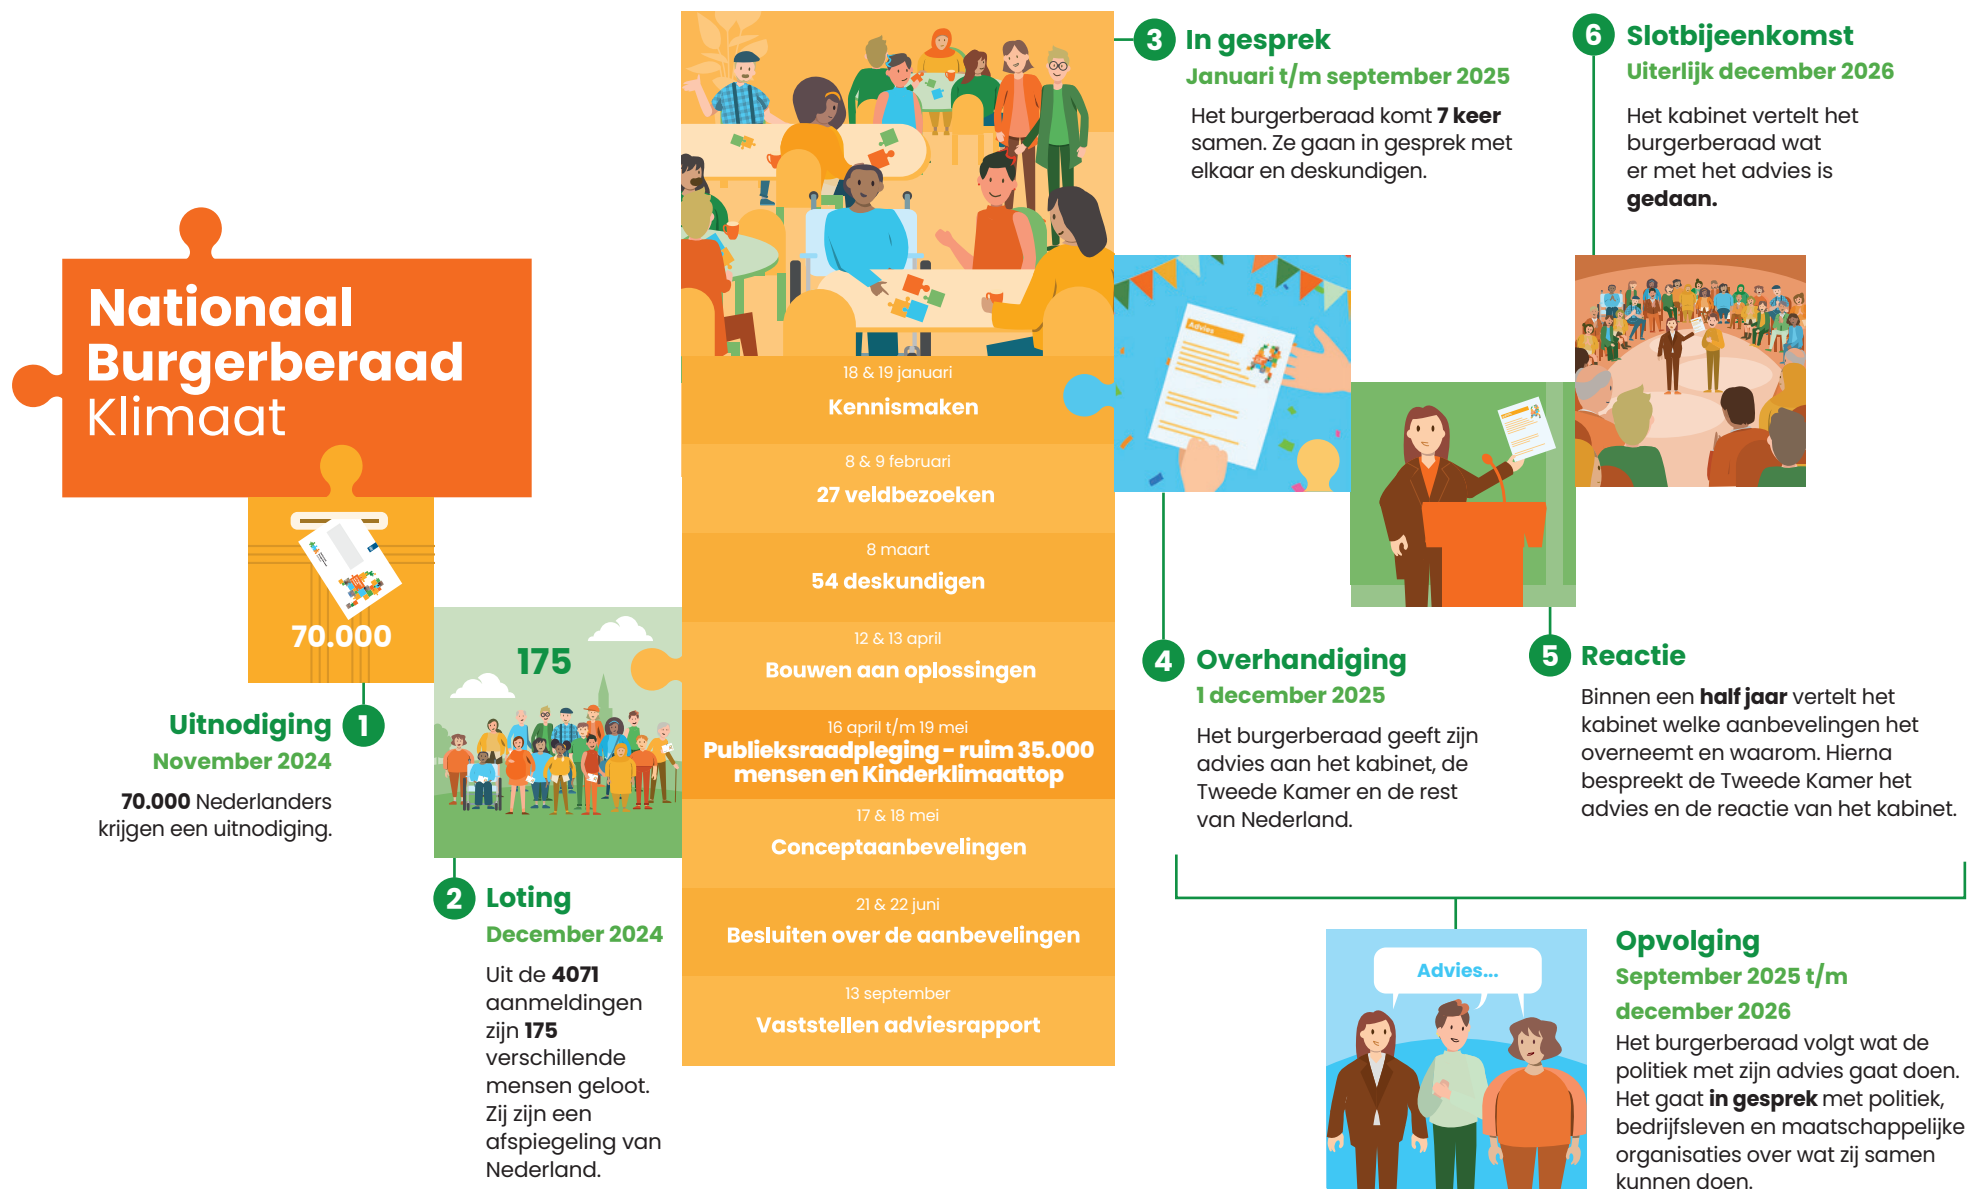 Nationaal
Burgerberaad
Klimaat
70.000
1
Uitnodiging
November 2024
70.000 Nederlanders
krijgen een uitnodiging.
175
2
Loting
December 2024
Uit de 4071
aanmeldingen
zijn 175
verschillende
mensen geloot.
Zij zijn een
afspiegeling van
Nederland.
3
In gesprek
Januari t/m september 2025
Het burgerberaad komt 7 keer
samen. Ze gaan in gesprek met
elkaar en deskundigen.
18 & 19 januari
Kennismaken
8 & 9 februari
27 veldbezoeken
8 maart
54 deskundigen
12 & 13 april
Bouwen aan oplossingen
16 april t/m 19 mei
Publieksraadpleging - ruim 35.000
mensen en Kinderklimaattop
17 & 18 mei
Conceptaanbevelingen
21 & 22 juni
Besluiten over de aanbevelingen
13 september
Vaststellen adviesrapport
Advies
4
Overhandiging
1 december 2025
Het burgerberaad geeft zijn
advies aan het kabinet, de
Tweede Kamer en de rest
van Nederland.
5
Reactie
Binnen een half jaar vertelt het
kabinet welke aanbevelingen het
overneemt en waarom. Hierna
bespreekt de Tweede Kamer het
advies en de reactie van het kabinet.
6
Slotbijeenkomst
Uiterlijk december 2026
Het kabinet vertelt het
burgerberaad wat
er met het advies is
gedaan.
Advies...
Opvolging
September 2025 t/m
december 2026
Het burgerberaad volgt wat de
politiek met zijn advies gaat doen.
Het gaat in gesprek met politiek,
bedrijfsleven en maatschappelijke
organisaties over wat zij samen
kunnen doen.